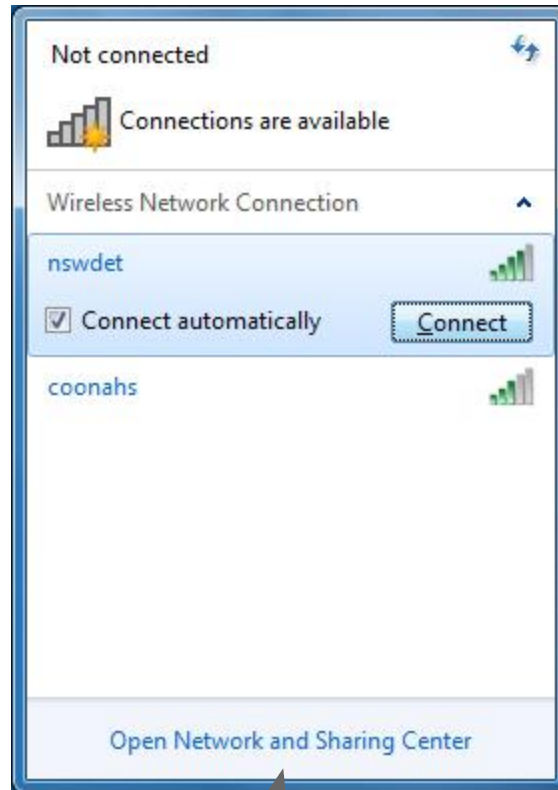 Not connected
Connections are available
Wireless Network Connection
nswdet
Connect automatically
Connect
coonahs
Open Network and Sharing Center